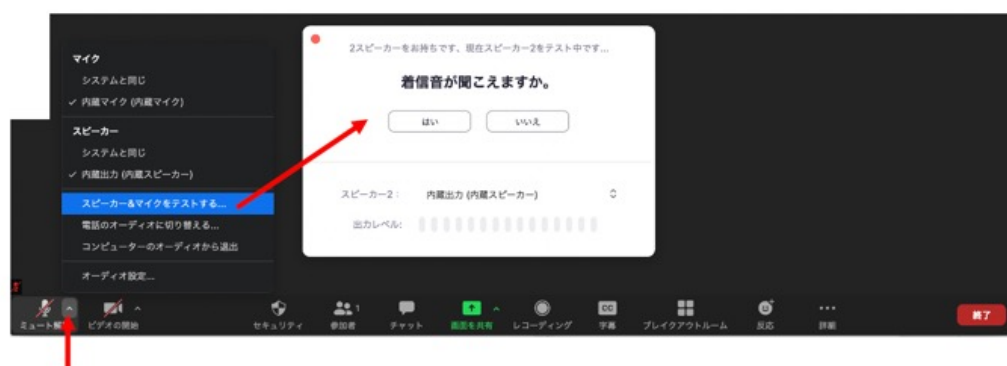 マイク
システムと同じ
✓ 内蔵マイク (内蔵マイク)
スピーカー
システムと同じ
✓ 内蔵出力 (内蔵スピーカー)
スピーカー&マイクをテストする...
電話のオーディオに切り替える...
コンピューターのオーディオから退出
オーディオ設定...
2スピーカーをお持ちです、現在スピーカー2をテスト中です...
着信音が聞こえますか。
はい いいえ
スピーカー2: 内蔵出力 (内蔵スピーカー)
出力レベル:
1
CC
ミュート解 ビデオの開始 セキュリティ 参加者 チャット 画面を共有 レコーディング 字幕 ブレイクアウトルーム 反応 詳細 終了